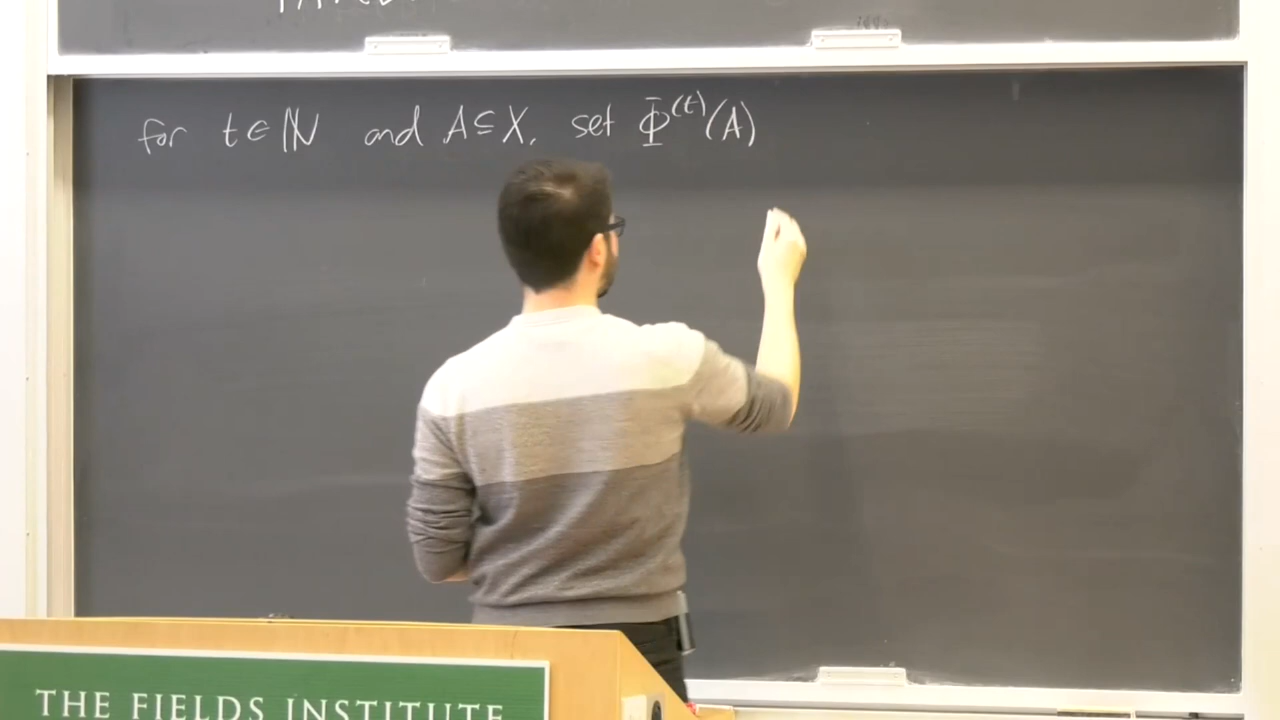 for t ∈ ℕ and A ⊆ X, set Φ^(t)(A)
THE FIELDS INSTITUTE